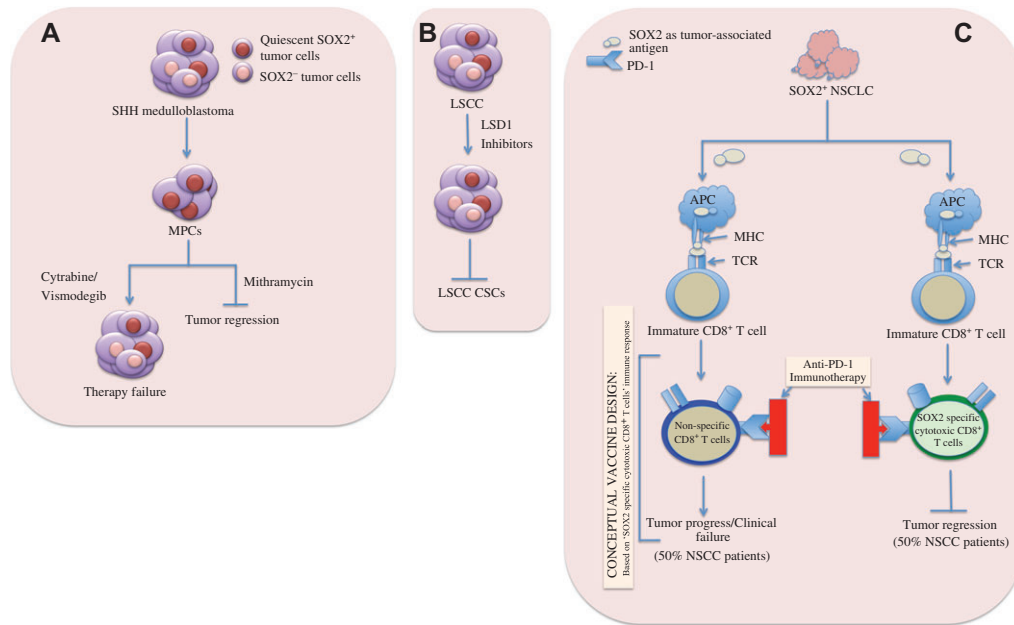 A
Quiescent SOX2⁺
tumor cells
SOX2⁻ tumor cells
SHH medulloblastoma
MPCs
Cytrabine/
Vismodegib
Mithramycin
Tumor regression
Therapy failure
B
LSCC
LSD1
Inhibitors
LSCC CSCs
C
SOX2 as tumor-associated
antigen
PD-1
SOX2⁺ NSCLC
APC
MHC
TCR
Immature CD8⁺ T cell
APC
MHC
TCR
Immature CD8⁺ T cell
CONCEPTUAL VACCINE DESIGN:
Based on 'SOX2 specific cytotoxic CD8⁺ T cells' immune response
Anti-PD-1
Immunotherapy
Non-specific
CD8⁺ T cells
SOX2 specific
cytotoxic CD8⁺
T cells
Tumor progress/Clinical
failure
(50% NSCC patients)
Tumor regression
(50% NSCC patients)